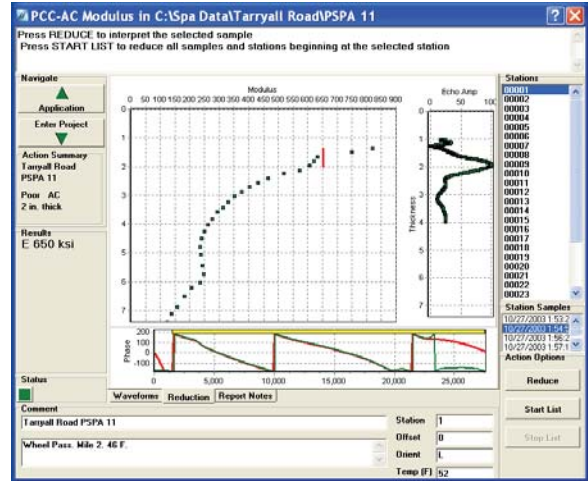 PCC-AC Modulus in C:\Spa Data\Tarryall Road\PSPA 11
Press REDUCE to interpret the selected sample
Press START LIST to reduce all samples and stations beginning at the selected station
Navigate
Application
Enter Project
Action Summary
Tarryall Road
PSPA 11
Poor AC
2 in. thick
Results
E 650 ksi
Status
Modulus
0 50 100 150 200 250 300 350 400 450 500 550 600 650 700 750 800 850 900
0
1
2
3
4
5
6
7
Echo Amp
0 50 100
Thickness
0
1
2
3
4
5
6
7
Phase
200
100
0
-100
0 5,000 10,000 15,000 20,000 25,000
Waveforms Reduction Report Notes
Stations
00001
00002
00003
00004
00005
00006
00007
00008
00009
00010
00011
00012
00013
00014
00015
00016
00017
00018
00019
00020
00021
00022
00023
Station Samples
10/27/2003 1:53:2
10/27/2003 1:54:
10/27/2003 1:56:2
10/27/2003 1:57:1
Action Options
Reduce
Start List
Stop List
Comment
Tarryall Road PSPA 11
Wheel Pass. Mile 2. 46 F.
Station 1
Offset 0
Orient L
Temp (F) 52